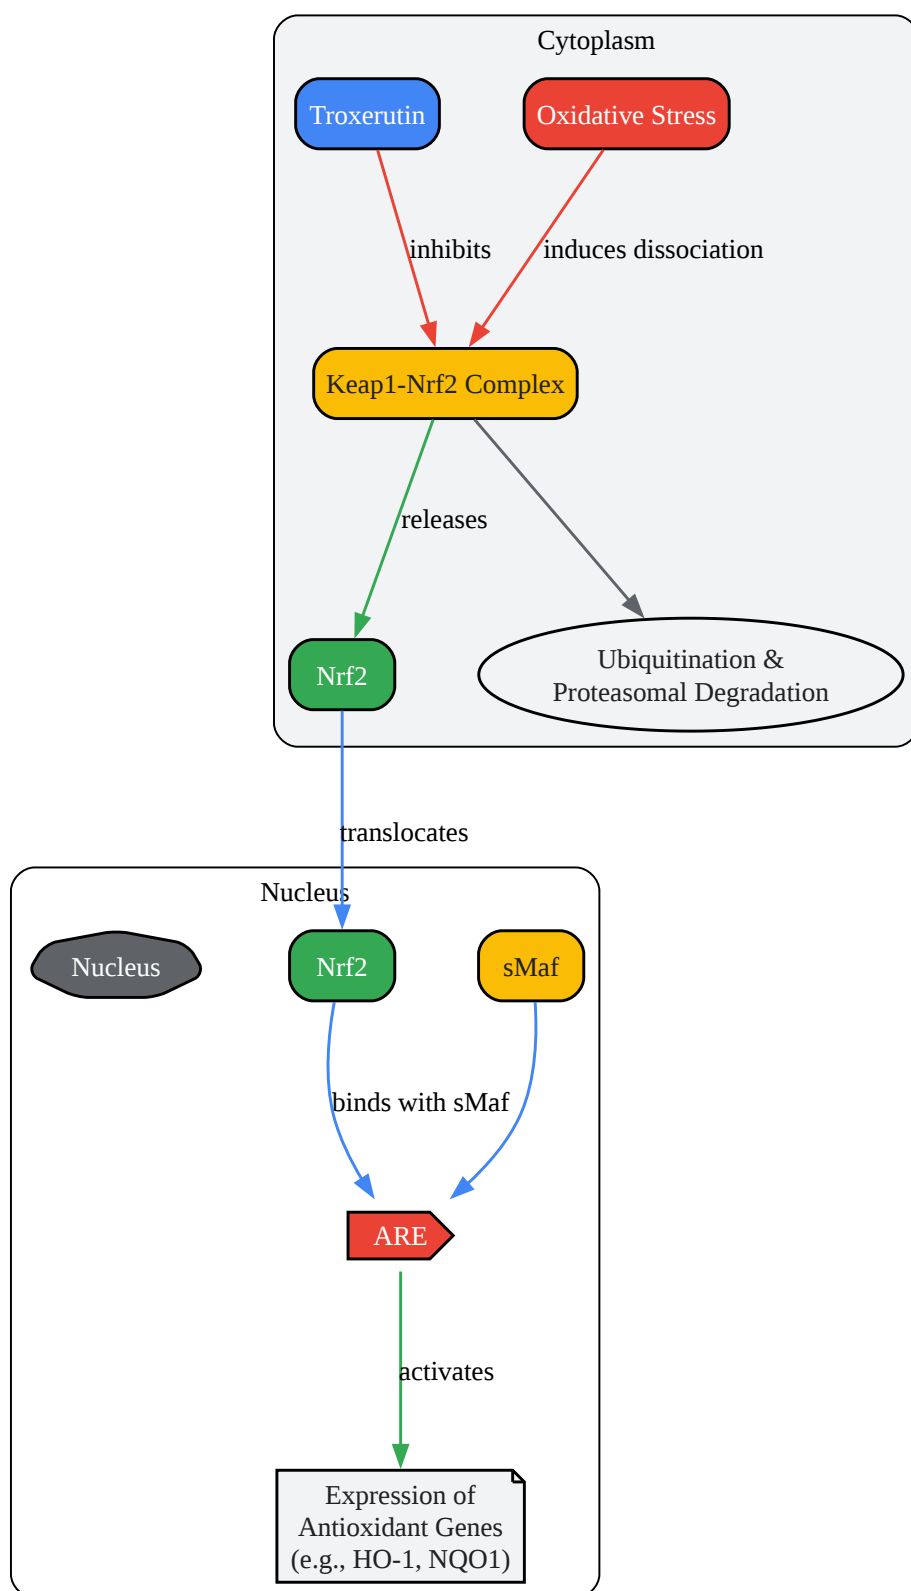 Cytoplasm
Troxerutin
Oxidative Stress
inhibits
induces dissociation
Keap1-Nrf2 Complex
releases
Nrf2
Ubiquitination &
Proteasomal Degradation
translocates
Nucleus
Nucleus
Nrf2
sMaf
binds with sMaf
ARE
activates
Expression of
Antioxidant Genes
(e.g., HO-1, NQO1)